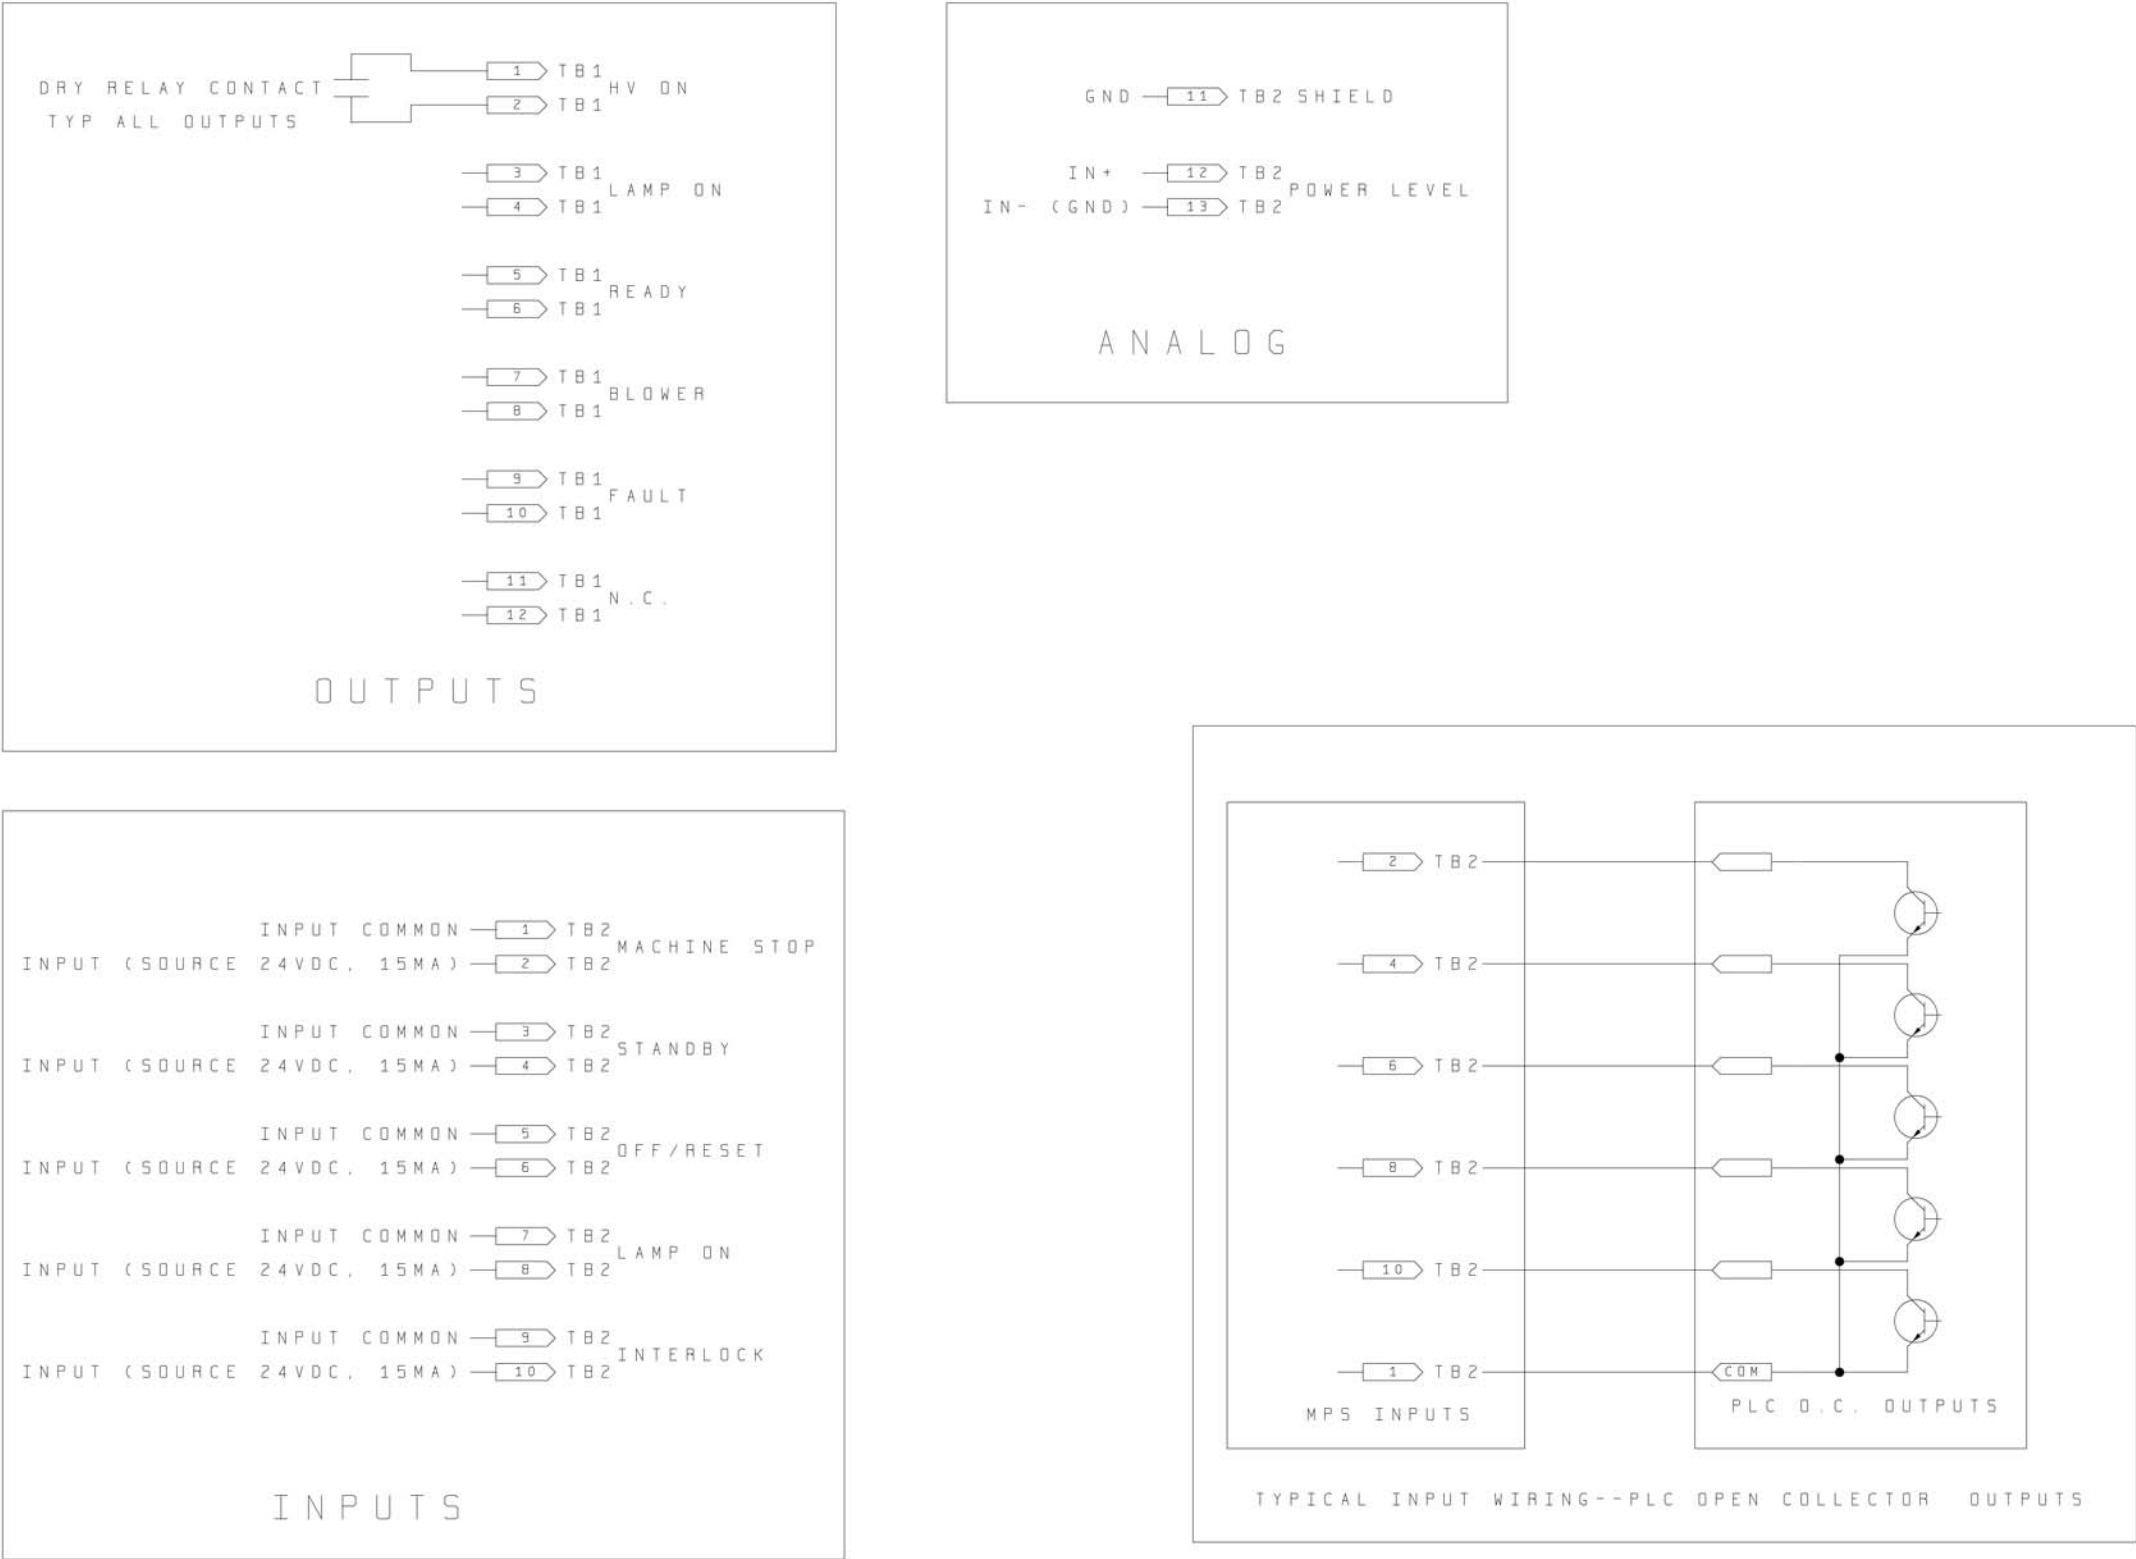 DRY RELAY CONTACT
TYP ALL OUTPUTS
1 TB1
HV ON
2 TB1
3 TB1
LAMP ON
4 TB1
5 TB1
READY
6 TB1
7 TB1
BLOWER
8 TB1
9 TB1
FAULT
10 TB1
11 TB1
N.C.
12 TB1
OUTPUTS
GND 11 TB2 SHIELD
IN+ 12 TB2
POWER LEVEL
IN- (GND) 13 TB2
ANALOG
INPUT COMMON 1 TB2
MACHINE STOP
INPUT (SOURCE 24VDC, 15MA) 2 TB2
INPUT COMMON 3 TB2
STANDBY
INPUT (SOURCE 24VDC, 15MA) 4 TB2
INPUT COMMON 5 TB2
OFF/RESET
INPUT (SOURCE 24VDC, 15MA) 6 TB2
INPUT COMMON 7 TB2
LAMP ON
INPUT (SOURCE 24VDC, 15MA) 8 TB2
INPUT COMMON 9 TB2
INTERLOCK
INPUT (SOURCE 24VDC, 15MA) 10 TB2
INPUTS
2 TB2
4 TB2
6 TB2
8 TB2
10 TB2
1 TB2 COM
MPS INPUTS
PLC O.C. OUTPUTS
TYPICAL INPUT WIRING--PLC OPEN COLLECTOR OUTPUTS